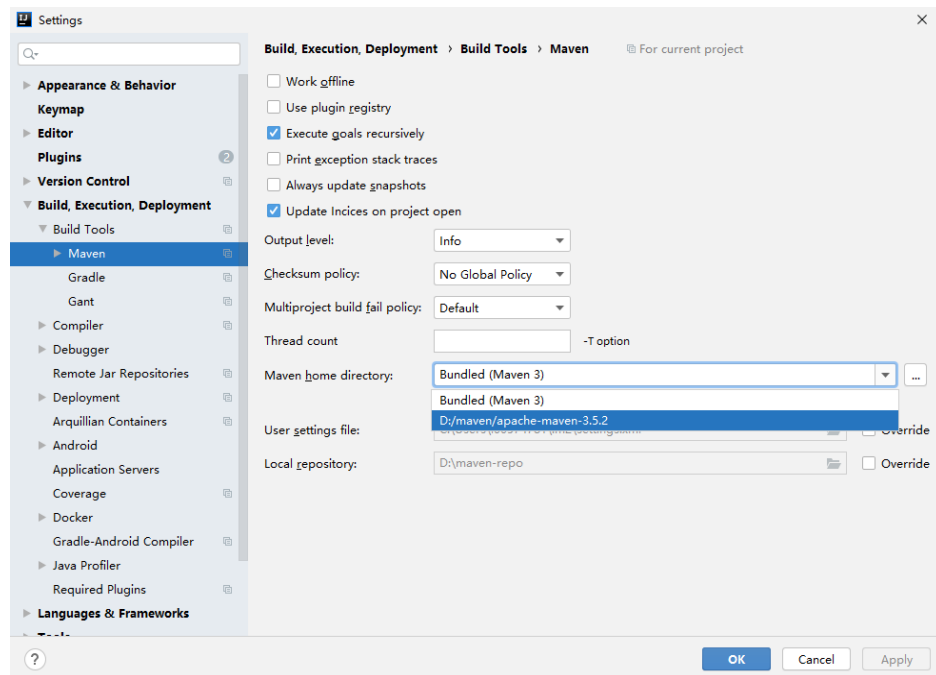 Settings
Appearance & Behavior
Keymap
Editor
Plugins 2
Version Control
Build, Execution, Deployment
Build Tools
Maven
Gradle
Gant
Compiler
Debugger
Remote Jar Repositories
Deployment
Arquillian Containers
Android
Application Servers
Coverage
Docker
Gradle-Android Compiler
Java Profiler
Required Plugins
Languages & Frameworks
Tools
Build, Execution, Deployment › Build Tools › Maven For current project
Work offline
Use plugin registry
Execute goals recursively
Print exception stack traces
Always update snapshots
Update Incices on project open
Output level: Info
Checksum policy: No Global Policy
Multiproject build fail policy: Default
Thread count -T option
Maven home directory: Bundled (Maven 3) ...
Bundled (Maven 3)
D:/maven/apache-maven-3.5.2
User settings file: Override
Local repository: D:\maven-repo Override
? OK Cancel Apply